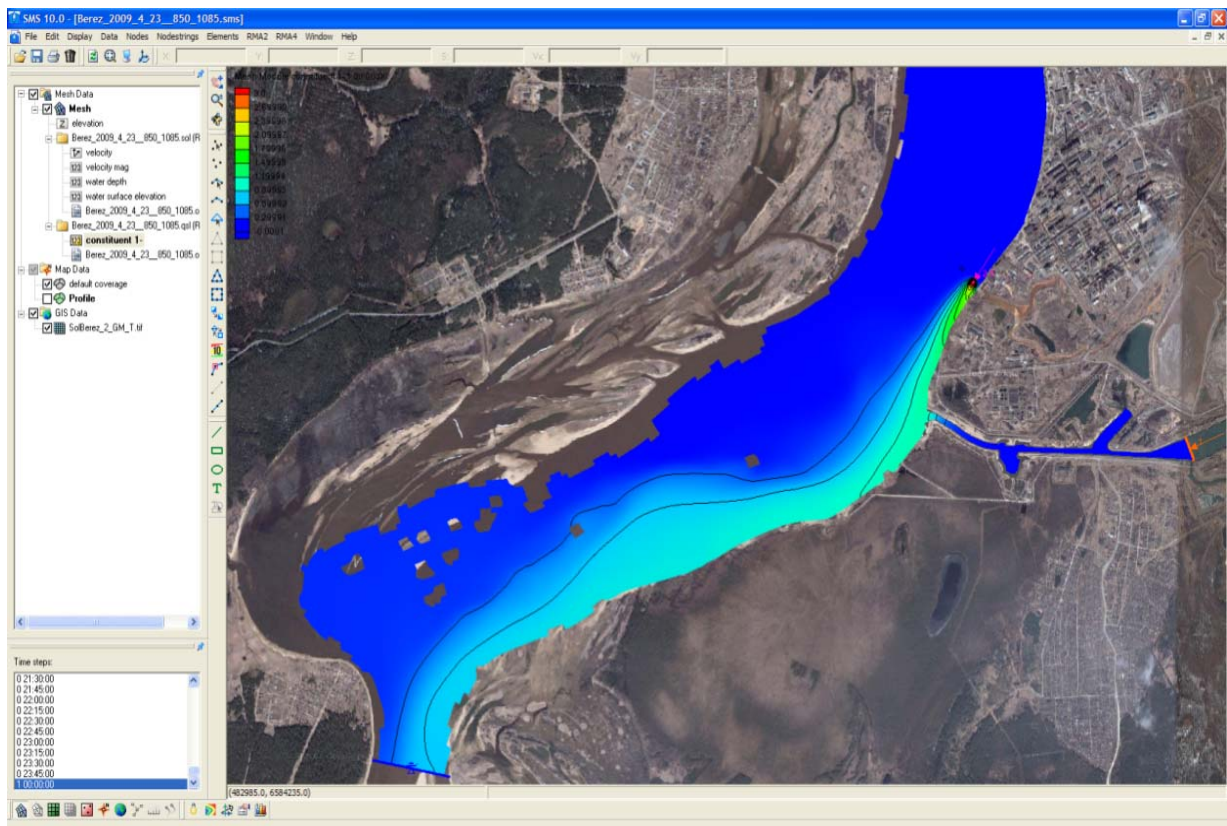 SMS 10.0 - [Berez_2009_4_23__850_1085.sms]
File Edit Display Data Nodes Nodestrings Elements RMA2 RMA4 Window Help
X: Y: Z: S: Vx: Vy:
Mesh Data
Mesh
elevation
Berez_2009_4_23__850_1085.sol (R
velocity
velocity mag
water depth
water surface elevation
Berez_2009_4_23__850_1085.o
Berez_2009_4_23__850_1085.qsl (R
constituent 1-
Berez_2009_4_23__850_1085.o
Map Data
default coverage
Profile
GIS Data
SolBerez_2_GM_T.tif
Time steps:
0 21:30:00
0 21:45:00
0 22:00:00
0 22:15:00
0 22:30:00
0 22:45:00
0 23:00:00
0 23:15:00
0 23:30:00
0 23:45:00
1 00:00:00
(482985.0, 6584235.0)